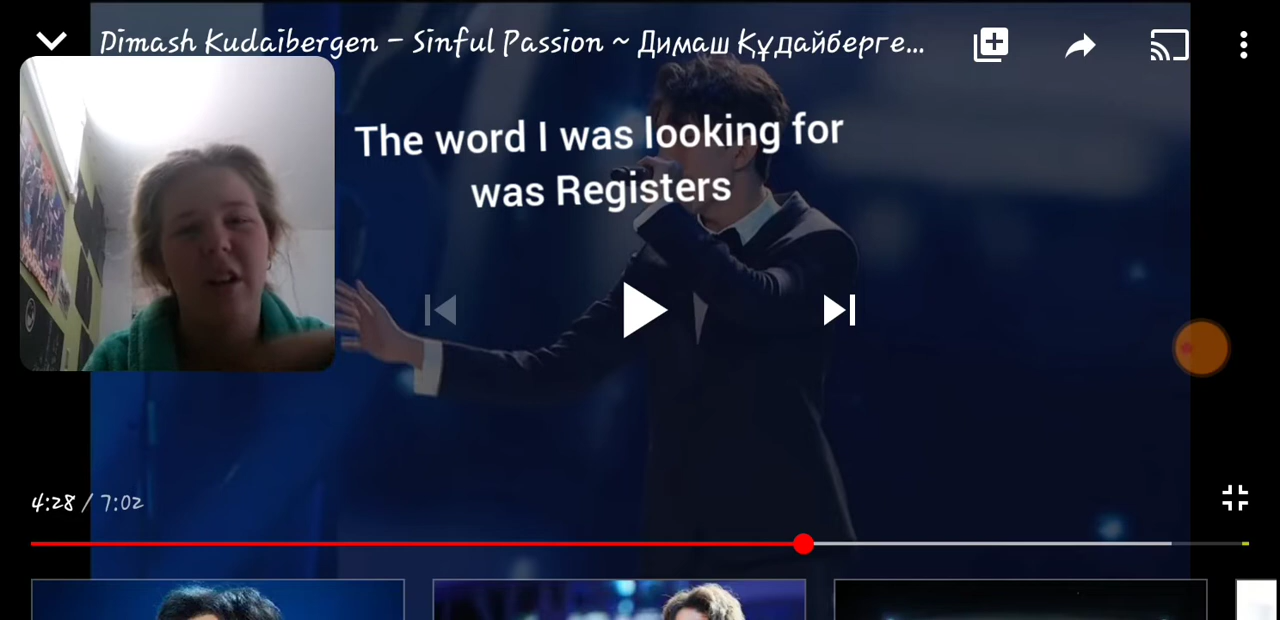 Dimash Kudaibergen - Sinful Passion ~ Димаш Құдайберге...
The word I was looking for
was Registers
4:28 / 7:02